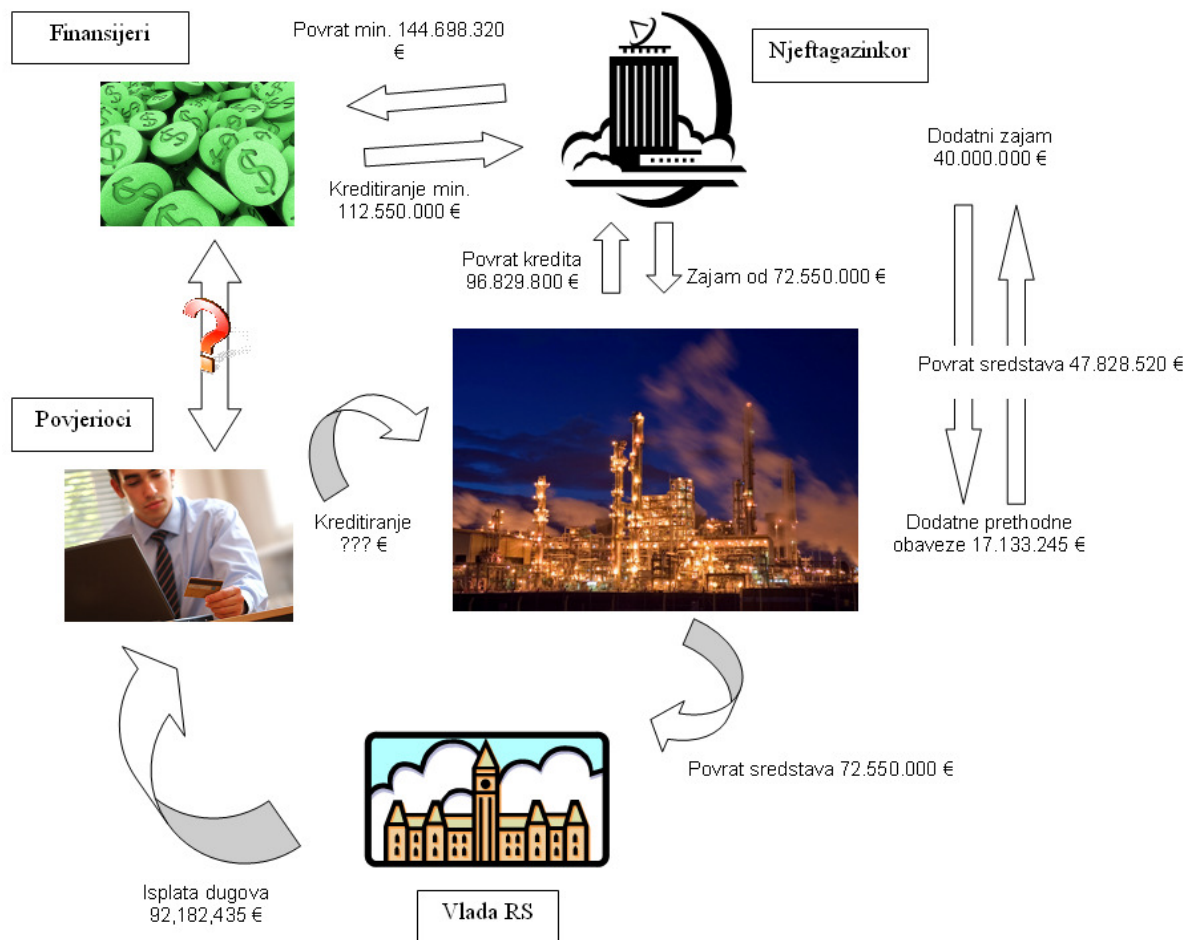 Finansijeri
Povrat min. 144.698.320
€
Njeftagazinkor
Dodatni zajam
40.000.000 €
Kreditiranje min.
112.550.000 €
Povrat kredita
96.829.800 €
Zajam od 72.550.000 €
Povrat sredstava 47.828.520 €
?
Povjerioci
Kreditiranje
??? €
Dodatne prethodne
obaveze 17.133.245 €
Povrat sredstava 72.550.000 €
Isplata dugova
92,182,435 €
Vlada RS